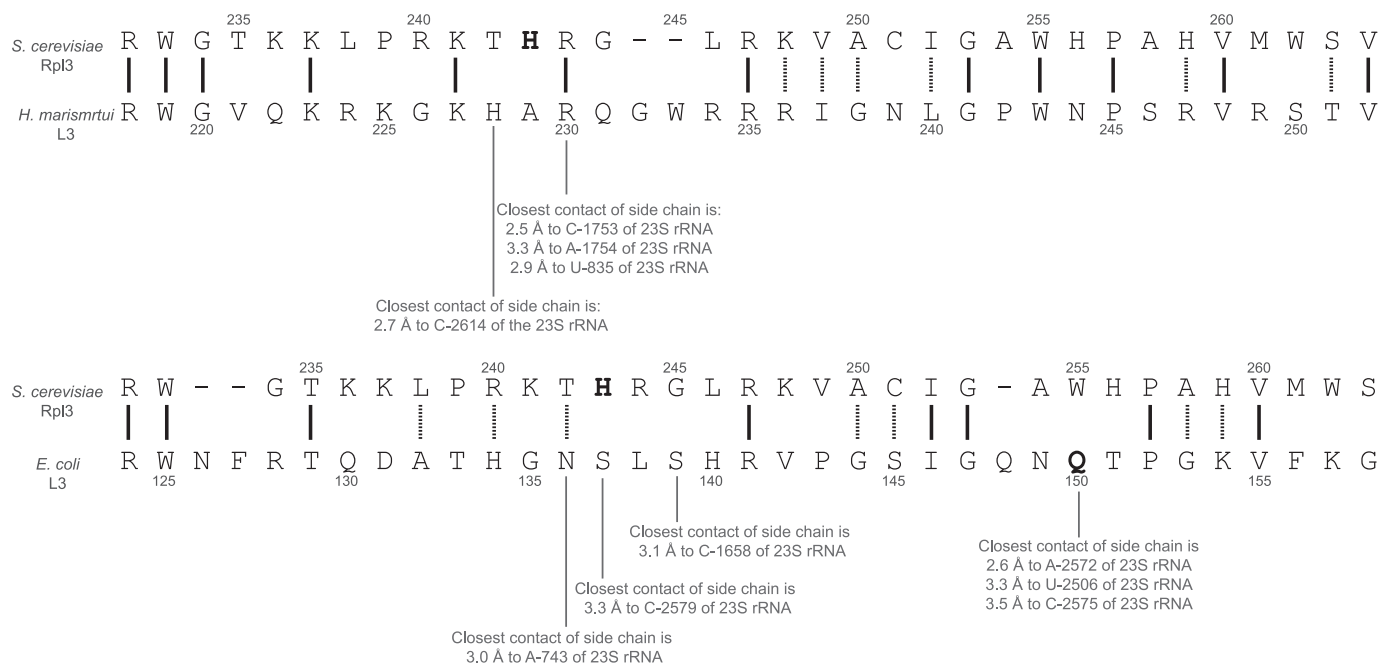 235 240 245 250 255 260
S. cerevisiae R W G T K K L P R K T H R G - - L R K V A C I G A W H P A H V M W S V
Rpl3
H. marismrtui R W G V Q K R K G K H A R Q G W R R R I G N L G P W N P S R V R S T V
L3 220 225 230 235 240 245 250
Closest contact of side chain is:
2.5 Å to C-1753 of 23S rRNA
3.3 Å to A-1754 of 23S rRNA
2.9 Å to U-835 of 23S rRNA
Closest contact of side chain is:
2.7 Å to C-2614 of the 23S rRNA
235 240 245 250 255 260
S. cerevisiae R W - - G T K K L P R K T H R G L R K V A C I G - A W H P A H V M W S
Rpl3
E. coli R W N F R T Q D A T H G N S L S H R V P G S I G Q N Q T P G K V F K G
L3 125 130 135 140 145 150 155
Closest contact of side chain is
3.1 Å to C-1658 of 23S rRNA
Closest contact of side chain is
2.6 Å to A-2572 of 23S rRNA
3.3 Å to U-2506 of 23S rRNA
3.5 Å to C-2575 of 23S rRNA
Closest contact of side chain is
3.3 Å to C-2579 of 23S rRNA
Closest contact of side chain is
3.0 Å to A-743 of 23S rRNA